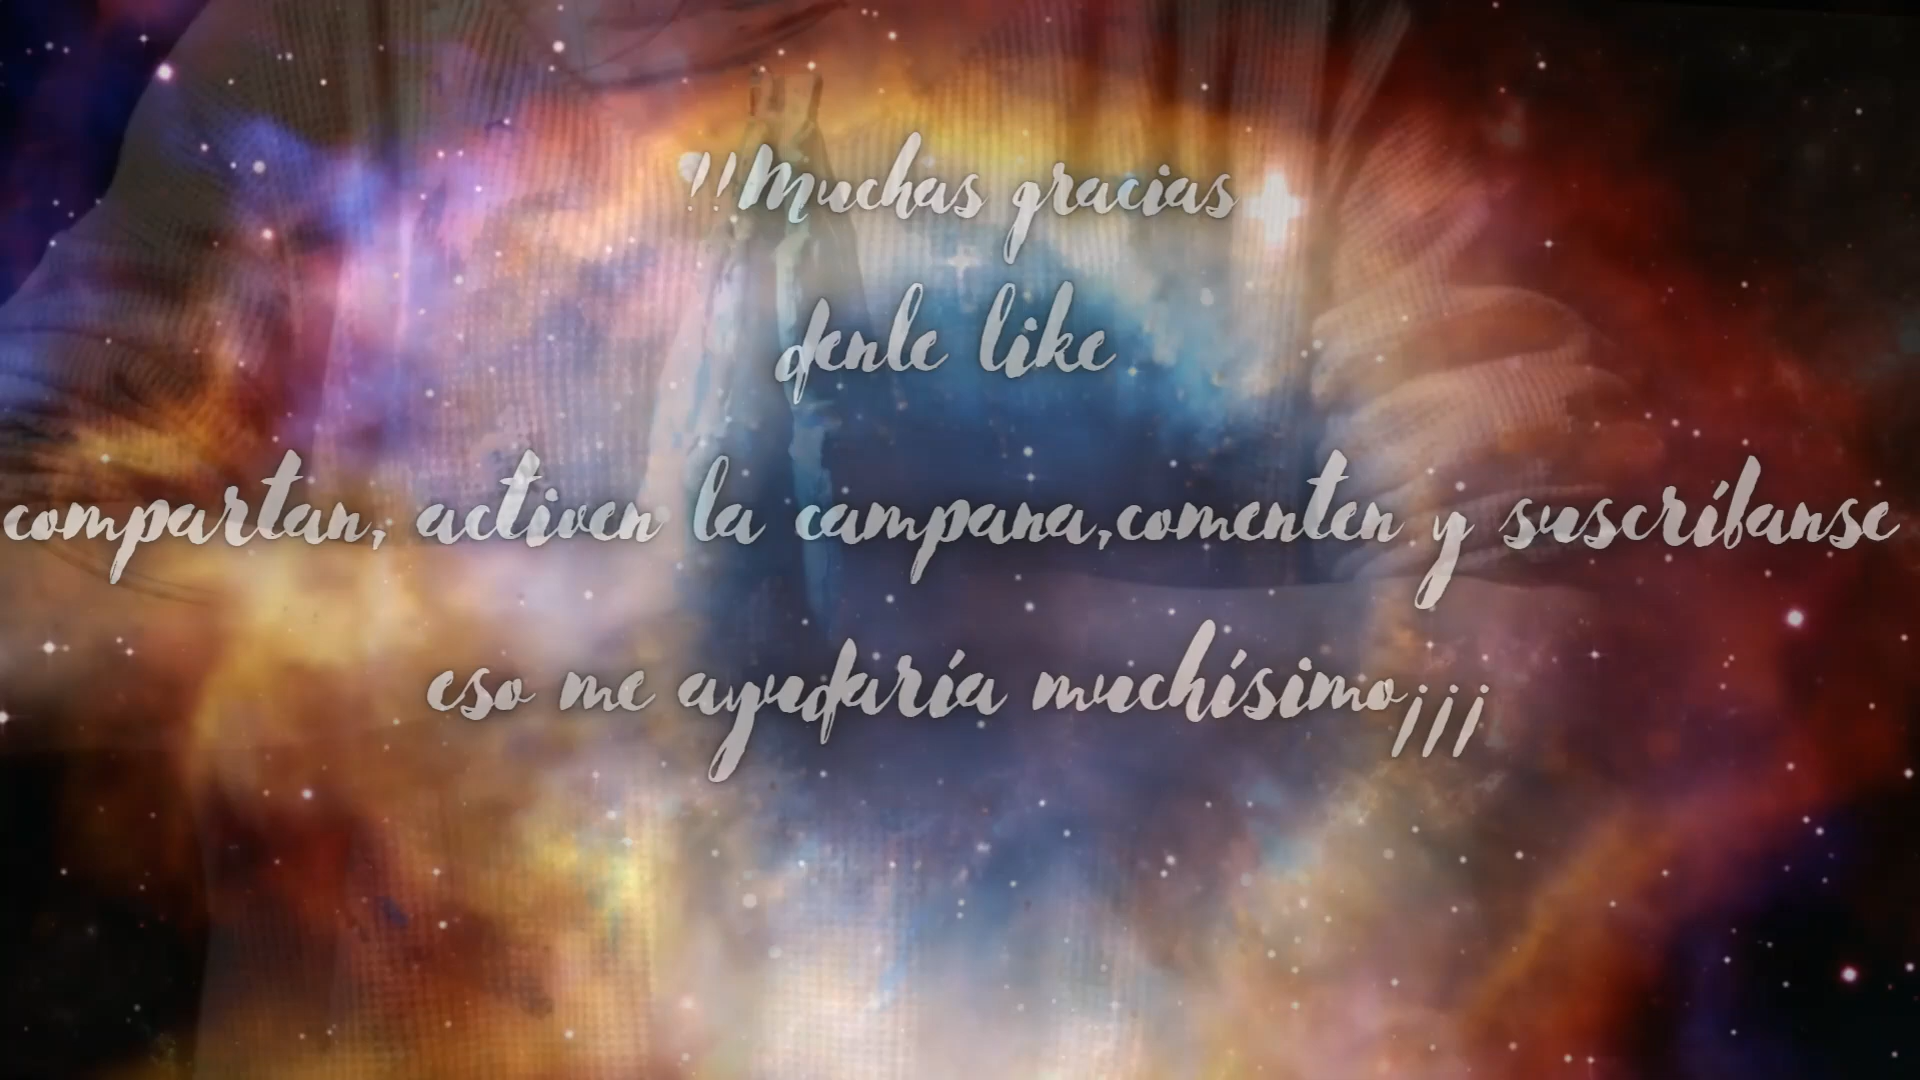 !!Muchas gracias
denle like
compartan, activen la campana,comenten y suscríbanse
eso me ayudaría muchísimo¡¡¡